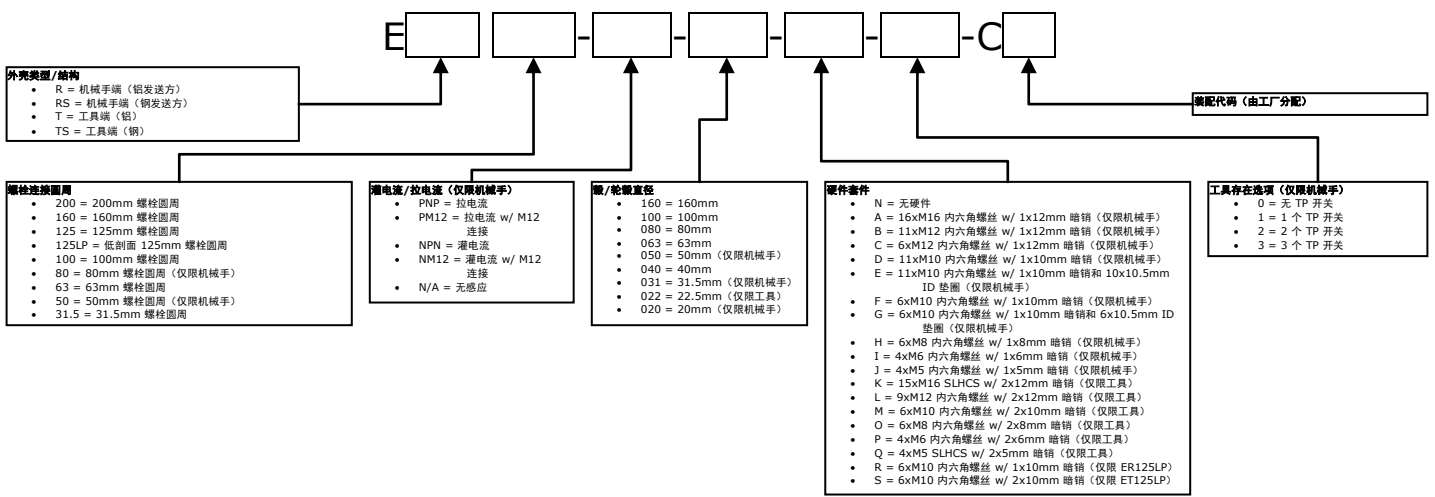 E - - - - -C
外壳类型/结构
• R = 机械手端（铝发送方）
• RS = 机械手端（钢发送方）
• T = 工具端（铝）
• TS = 工具端（钢）
装配代码（由工厂分配）
螺栓连接圆周
• 200 = 200mm 螺栓圆周
• 160 = 160mm 螺栓圆周
• 125 = 125mm 螺栓圆周
• 125LP = 低剖面 125mm 螺栓圆周
• 100 = 100mm 螺栓圆周
• 80 = 80mm 螺栓圆周（仅限机械手）
• 63 = 63mm 螺栓圆周
• 50 = 50mm 螺栓圆周（仅限机械手）
• 31.5 = 31.5mm 螺栓圆周
灌电流/拉电流（仅限机械手）
• PNP = 拉电流
• PM12 = 拉电流 w/ M12
连接
• NPN = 灌电流
• NM12 = 灌电流 w/ M12
连接
• N/A = 无感应
毂/轮毂直径
• 160 = 160mm
• 100 = 100mm
• 080 = 80mm
• 063 = 63mm
• 050 = 50mm（仅限机械手）
• 040 = 40mm
• 031 = 31.5mm（仅限机械手）
• 022 = 22.5mm（仅限工具）
• 020 = 20mm（仅限机械手）
硬件套件
• N = 无硬件
• A = 16xM16 内六角螺丝 w/ 1x12mm 暗销（仅限机械手）
• B = 11xM12 内六角螺丝 w/ 1x12mm 暗销（仅限机械手）
• C = 6xM12 内六角螺丝 w/ 1x12mm 暗销（仅限机械手）
• D = 11xM10 内六角螺丝 w/ 1x10mm 暗销（仅限机械手）
• E = 11xM10 内六角螺丝 w/ 1x10mm 暗销和 10x10.5mm
ID 垫圈（仅限机械手）
• F = 6xM10 内六角螺丝 w/ 1x10mm 暗销（仅限机械手）
• G = 6xM10 内六角螺丝 w/ 1x10mm 暗销和 6x10.5mm ID
垫圈（仅限机械手）
• H = 6xM8 内六角螺丝 w/ 1x8mm 暗销（仅限机械手）
• I = 4xM6 内六角螺丝 w/ 1x6mm 暗销（仅限机械手）
• J = 4xM5 内六角螺丝 w/ 1x5mm 暗销（仅限机械手）
• K = 15xM16 SLHCS w/ 2x12mm 暗销（仅限工具）
• L = 9xM12 内六角螺丝 w/ 2x12mm 暗销（仅限工具）
• M = 6xM10 内六角螺丝 w/ 2x10mm 暗销（仅限工具）
• O = 6xM8 内六角螺丝 w/ 2x8mm 暗销（仅限工具）
• P = 4xM6 内六角螺丝 w/ 2x6mm 暗销（仅限工具）
• Q = 4xM5 SLHCS w/ 2x5mm 暗销（仅限工具）
• R = 6xM10 内六角螺丝 w/ 1x10mm 暗销（仅限 ER125LP）
• S = 6xM10 内六角螺丝 w/ 2x10mm 暗销（仅限 ET125LP）
工具存在选项（仅限机械手）
• 0 = 无 TP 开关
• 1 = 1 个 TP 开关
• 2 = 2 个 TP 开关
• 3 = 3 个 TP 开关